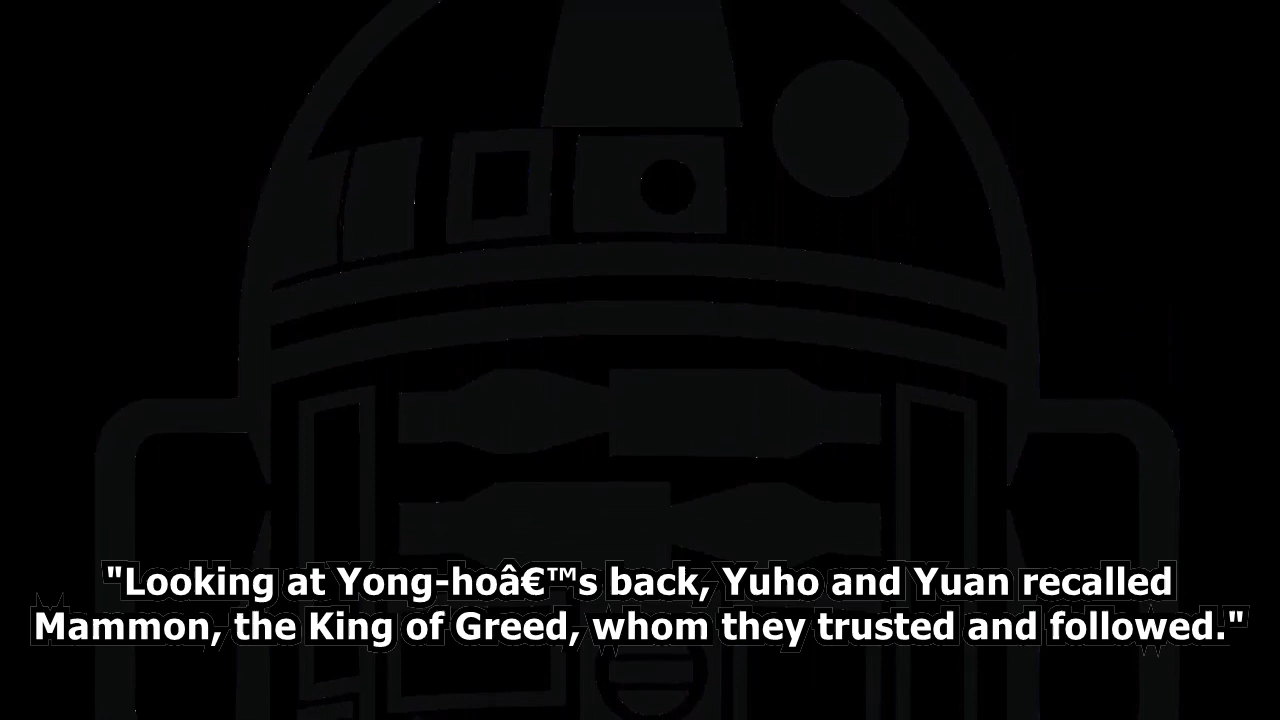 "Looking at Yong-hoâ€™s back, Yuho and Yuan recalled
Mammon, the King of Greed, whom they trusted and followed."